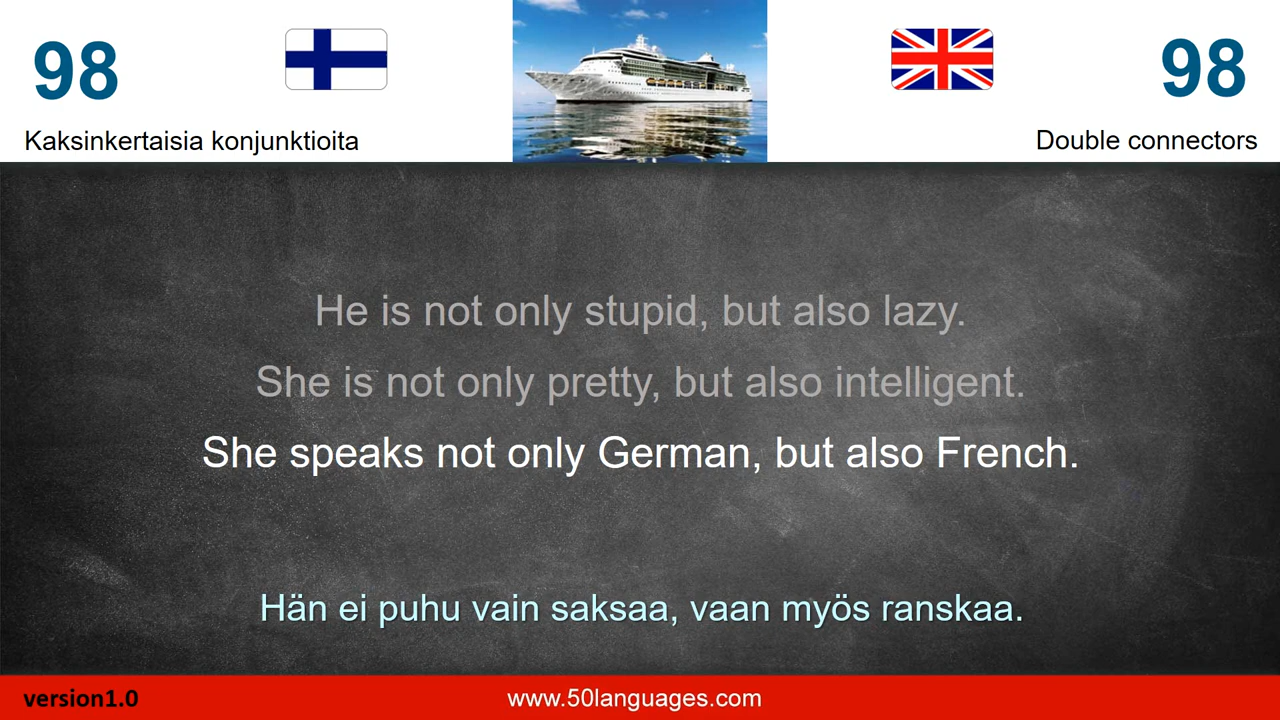 98
98
Kaksinkertaisia konjunktioita
Double connectors
He is not only stupid, but also lazy.
She is not only pretty, but also intelligent.
She speaks not only German, but also French.
Hän ei puhu vain saksaa, vaan myös ranskaa.
version1.0
www.50languages.com